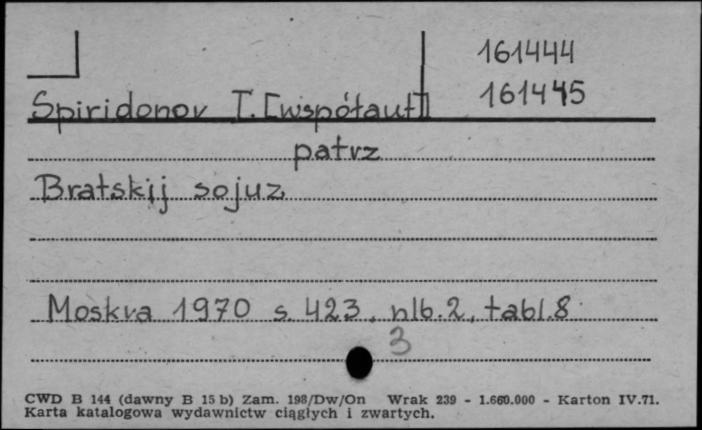 161444
161445
Spiridonov I. [współaut]
patrz
Bratskij sojuz
Moskva 1970 s. 423, nlb. 2, tabl. 8
3
CWD B 144 (dawny B 15 b) Zam. 198/Dw/On Wrak 239 - 1.660.000 - Karton IV.71.
Karta katalogowa wydawnictw ciągłych i zwartych.